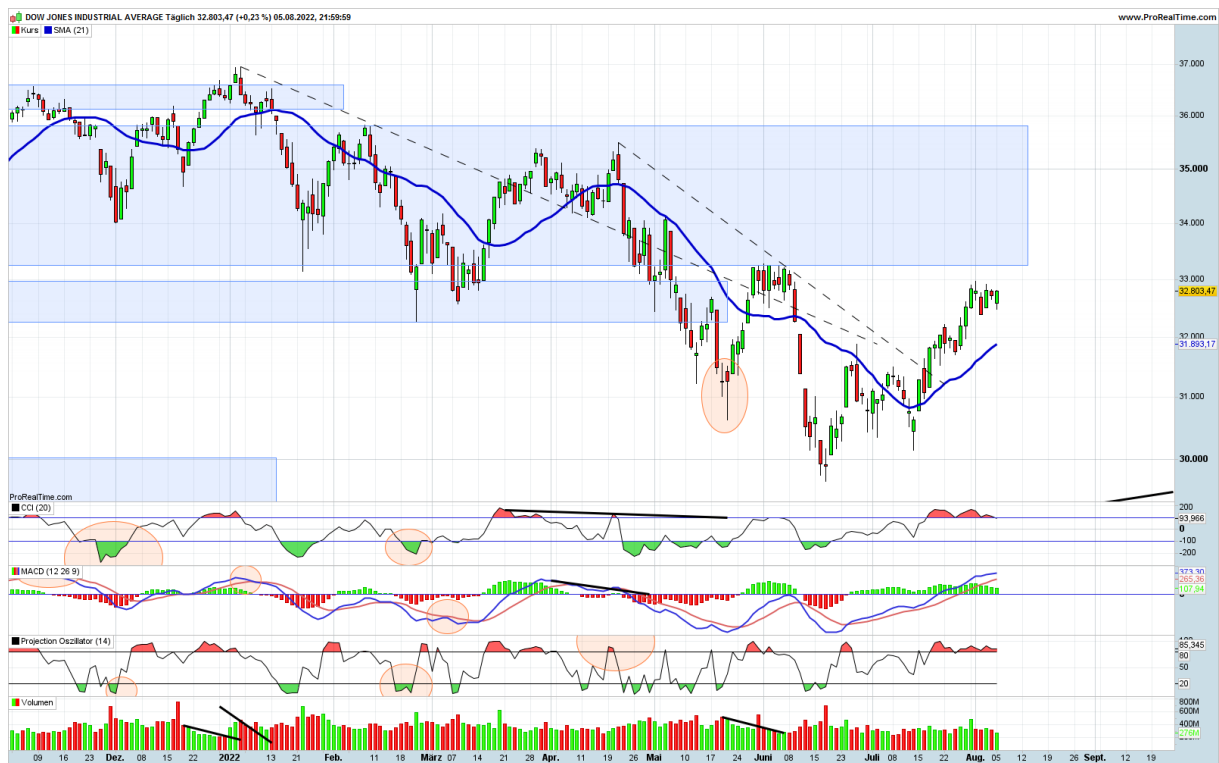 DOW JONES INDUSTRIAL AVERAGE Täglich 32.803,47 (+0,23 %) 05.08.2022, 21:59:59
www.ProRealTime.com
Kurs SMA (21)
37.000
36.000
35.000
34.000
33.000
32.803,47
32.000
31.893,17
31.000
30.000
ProRealTime.com
CCI (20)
200
93,966
0
-100
-200
MACD (12 26 9)
373,30
265,36
107,94
0
Projection Oszillator (14)
85,345
80
50
20
Volumen
800M
600M
400M
276M
09 16 23 Dez. 08 15 22 2022 13 21 Feb. 11 18 März 07 14 21 Apr. 11 19 Mai 10 17 24 Juni 08 15 23 Juli 08 15 22 Aug. 05 12 19 26 Sept. 12 19